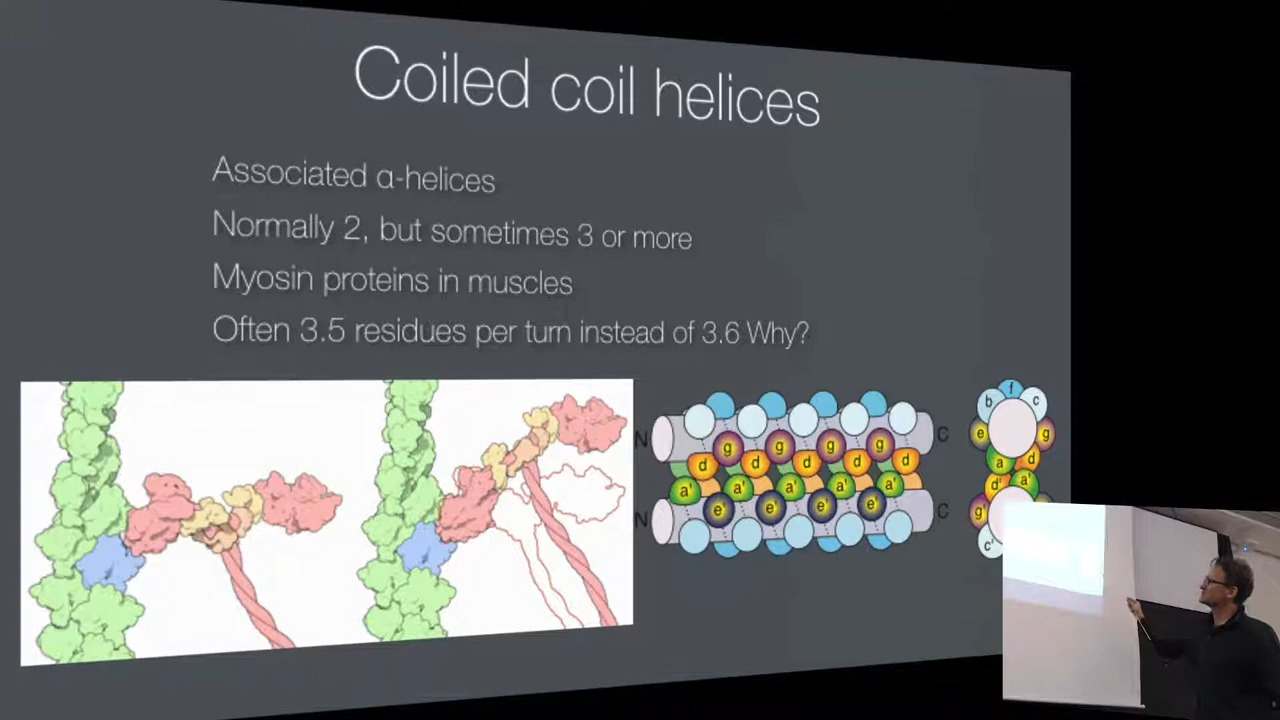 Coiled coil helices
Associated α-helices
Normally 2, but sometimes 3 or more
Myosin proteins in muscles
Often 3.5 residues per turn instead of 3.6 Why?
f
b c
N g g g g C e g
d d d d d a d
a' a' a' a' a' d' a'
N e' e' e' e' C g'
c'